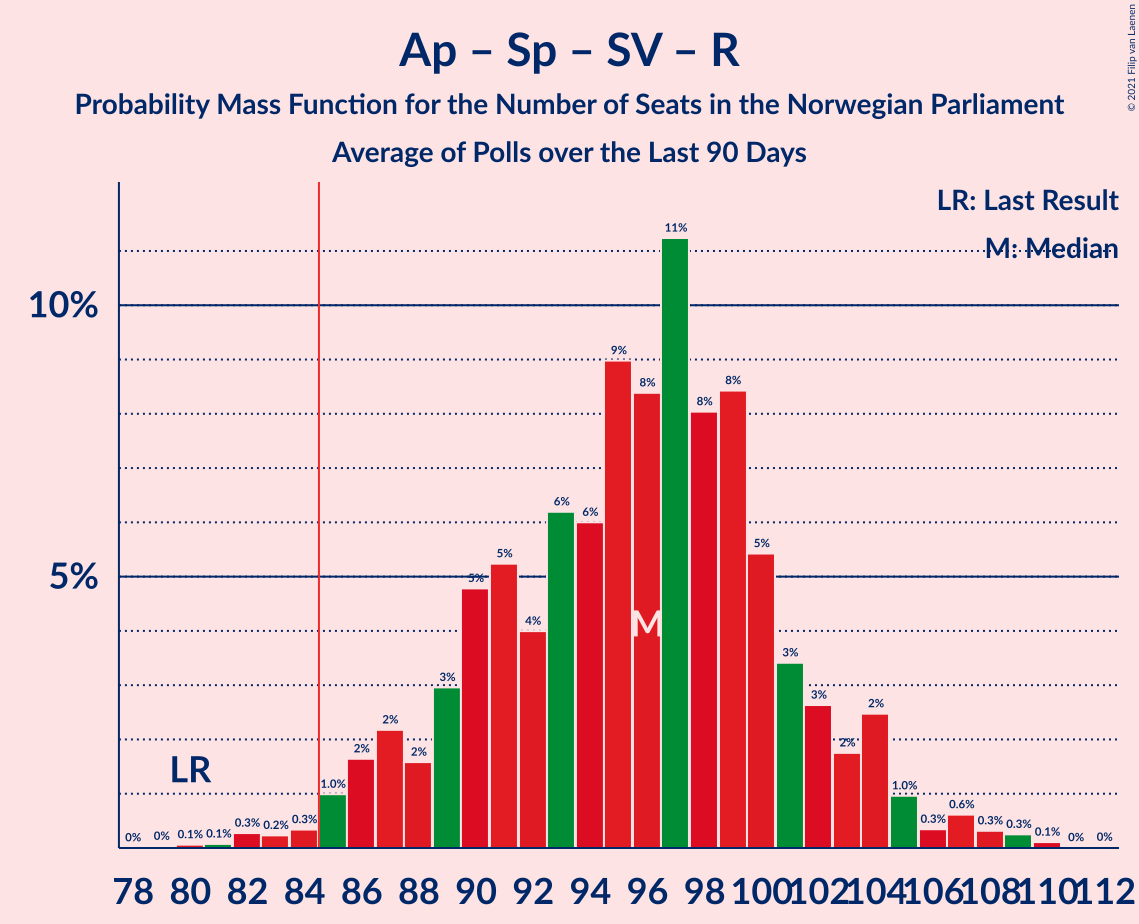 Ap – Sp – SV – R
Probability Mass Function for the Number of Seats in the Norwegian Parliament
Average of Polls over the Last 90 Days
© 2021 Filip van Laenen
LR: Last Result
M: Median
10%
5%
LR
M
0% 0% 0.1% 0.1% 0.3% 0.2% 0.3% 1.0% 2% 2% 2% 3% 5% 5% 4% 6% 6% 9% 8% 11% 8% 8% 5% 3% 3% 2% 2% 1.0% 0.3% 0.6% 0.3% 0.3% 0.1% 0% 0%
78 80 82 84 86 88 90 92 94 96 98 100 102 104 106 108 110 112